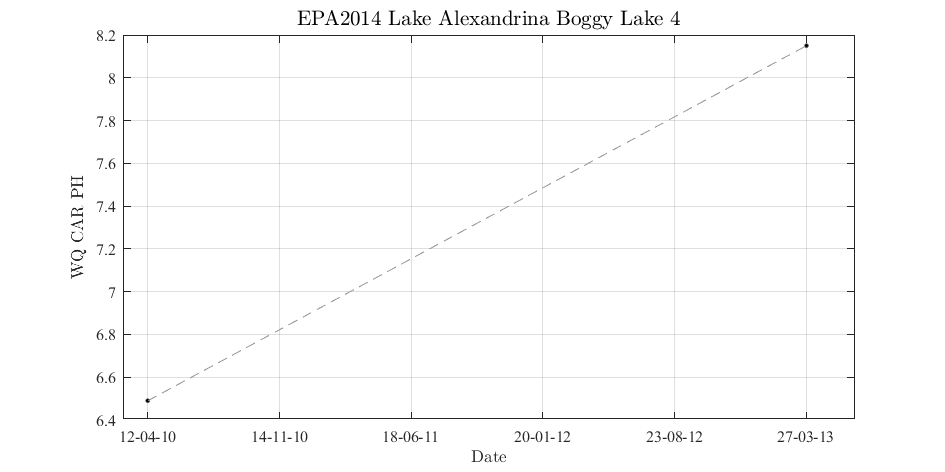 EPA2014 Lake Alexandrina Boggy Lake 4
8.2
8
7.8
7.6
7.4
7.2
7
6.8
6.6
6.4
WQ CAR PH
12-04-10 14-11-10 18-06-11 20-01-12 23-08-12 27-03-13
Date